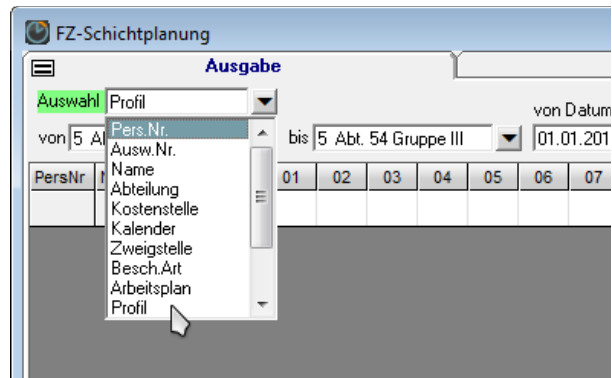 FZ-Schichtplanung
Ausgabe
Auswahl Profil
von Datum
von 5 bis 5 Abt. 54 Gruppe III 01.01.201
PersNr 01 02 03 04 05 06 07
Pers.Nr.
Ausw.Nr.
Name
Abteilung
Kostenstelle
Kalender
Zweigstelle
Besch.Art
Arbeitsplan
Profil